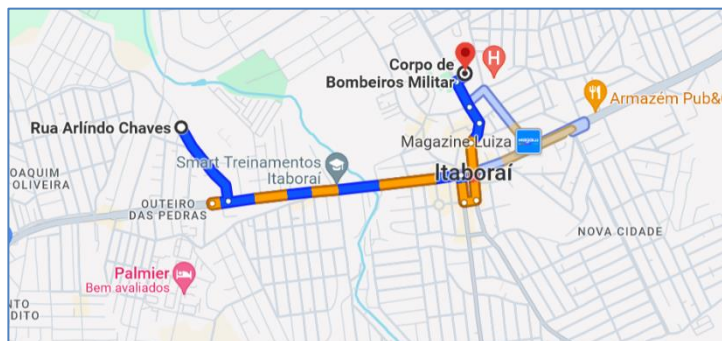 Corpo de
Bombeiros Militar
H
Armazém Pub&
Rua Arlíndo Chaves
Magazine Luiza
magalu
Smart Treinamentos
Itaboraí
Itaboraí
OAQUIM
OLIVEIRA
OUTEIRO
DAS PEDRAS
NOVA CIDADE
Palmier
Bem avaliados
NTO
DITO